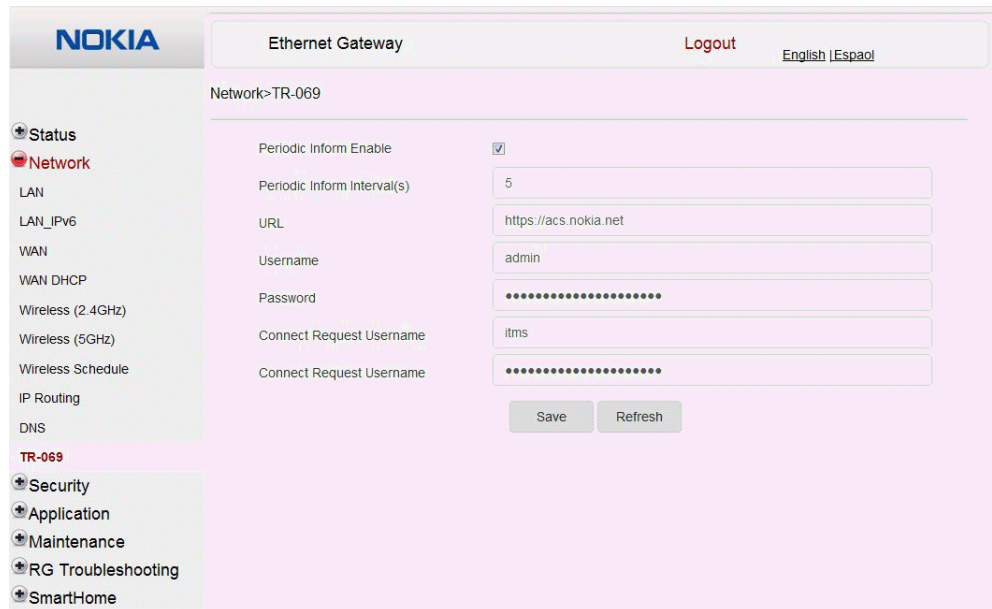 NOKIA
Ethernet Gateway
Logout
English | Espaol
Network>TR-069
Status
Network
LAN
LAN_IPv6
WAN
WAN DHCP
Wireless (2.4GHz)
Wireless (5GHz)
Wireless Schedule
IP Routing
DNS
TR-069
Security
Application
Maintenance
RG Troubleshooting
SmartHome
Periodic Inform Enable
Periodic Inform Interval(s) 5
URL https://acs.nokia.net
Username admin
Password •••••••••••••••••••••
Connect Request Username itms
Connect Request Username •••••••••••••••••••••
Save Refresh